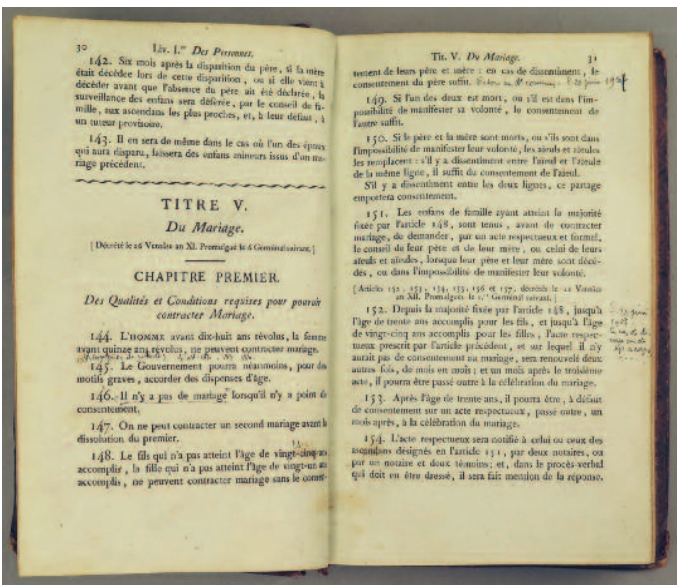 30 Liv. I.er Des Personnes.
142. Six mois après la disparition du père, si la mère
était décédée lors de cette disparition, ou si elle vient à
décéder avant que l'absence du père ait été déclarée, la
surveillance des enfans sera déférée, par le conseil de fa-
mille, aux ascendans les plus proches, et, à leur défaut, à
un tuteur provisoire.
143. Il en sera de même dans le cas où l'un des époux
qui aura disparu, laissera des enfans mineurs issus d'un ma-
riage précédent.
TITRE V.
Du Mariage.
[ Décrété le 26 Ventôse an XI. Promulgué le 6 Germinal suivant. ]
CHAPITRE PREMIER.
Des Qualités et Conditions requises pour pouvoir
contracter Mariage.
144. L'HOMME avant dix-huit ans révolus, la femme
avant quinze ans révolus, ne peuvent contracter mariage.
145. Le Gouvernement pourra néanmoins, pour des
motifs graves, accorder des dispenses d'âge.
146. Il n'y a pas de mariage lorsqu'il n'y a point de
consentement.
147. On ne peut contracter un second mariage avant la
dissolution du premier.
148. Le fils qui n'a pas atteint l'âge de vingt-cinq ans
accomplis, la fille qui n'a pas atteint l'âge de vingt-un ans
accomplis, ne peuvent contracter mariage sans le consen-
Tit. V. Du Mariage. 31
tement de leurs père et mère : en cas de dissentiment, le
consentement du père suffit.
149. Si l'un des deux est mort, ou s'il est dans l'im-
possibilité de manifester sa volonté, le consentement de
l'autre suffit.
150. Si le père et la mère sont morts, ou s'ils sont dans
l'impossibilité de manifester leur volonté, les aïeuls et aïeules
les remplacent : s'il y a dissentiment entre l'aïeul et l'aïeule
de la même ligne, il suffit du consentement de l'aïeul.
S'il y a dissentiment entre les deux lignes, ce partage
emportera consentement.
151. Les enfans de famille ayant atteint la majorité
fixée par l'article 148, sont tenus, avant de contracter
mariage, de demander, par un acte respectueux et formel,
le conseil de leur père et de leur mère, ou celui de leurs
aïeuls et aïeules, lorsque leur père et leur mère sont décé-
dés, ou dans l'impossibilité de manifester leur volonté.
[ Articles 152, 153, 154, 155, 156 et 157, décrétés le 21 Ventôse
an XII. Promulgués le 1.er Germinal suivant. ]
152. Depuis la majorité fixée par l'article 148, jusqu'à
l'âge de trente ans accomplis pour les fils, et jusqu'à l'âge
de vingt-cinq ans accomplis pour les filles, l'acte respec-
tueux prescrit par l'article précédent, et sur lequel il n'y
aurait pas de consentement au mariage, sera renouvelé deux
autres fois, de mois en mois ; et un mois après le troisième
acte, il pourra être passé outre à la célébration du mariage.
153. Après l'âge de trente ans, il pourra être, à défaut
de consentement sur un acte respectueux, passé outre, un
mois après, à la célébration du mariage.
154. L'acte respectueux sera notifié à celui ou ceux des
ascendans désignés en l'article 151, par deux notaires, ou
par un notaire et deux témoins ; et, dans le procès-verbal
qui doit en être dressé, il sera fait mention de la réponse.